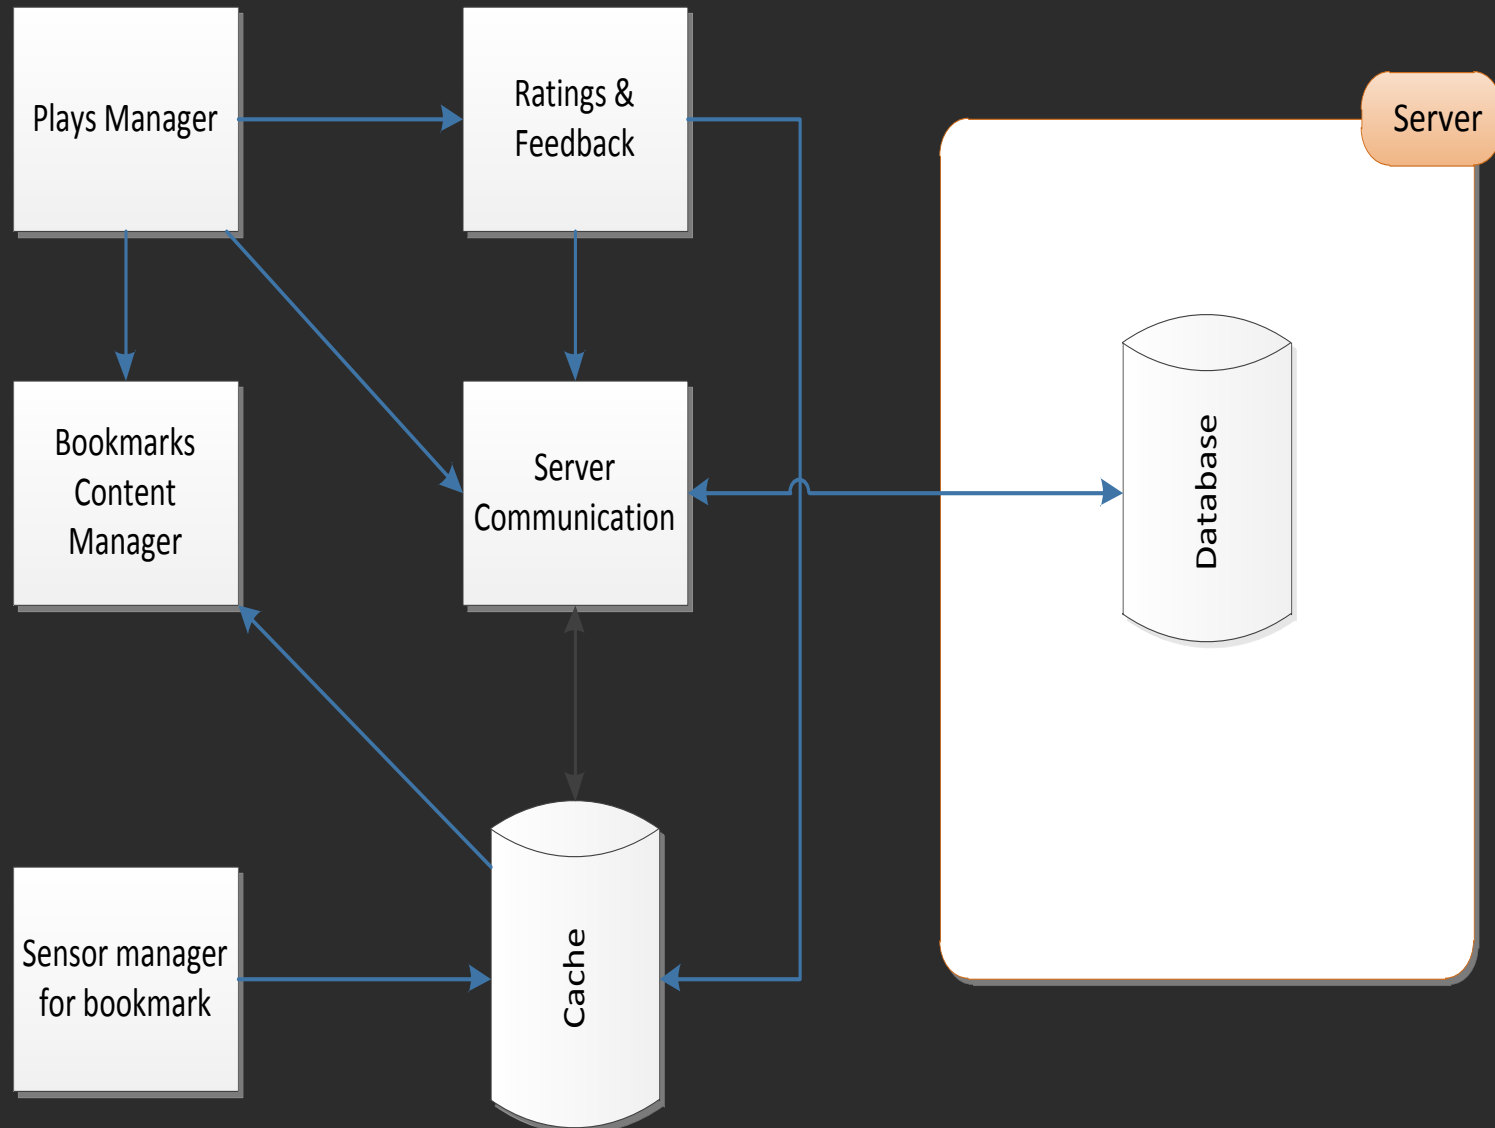 Plays Manager
Ratings &
Feedback
Server
Bookmarks
Content
Manager
Server
Communication
Database
Sensor manager
for bookmark
Cache